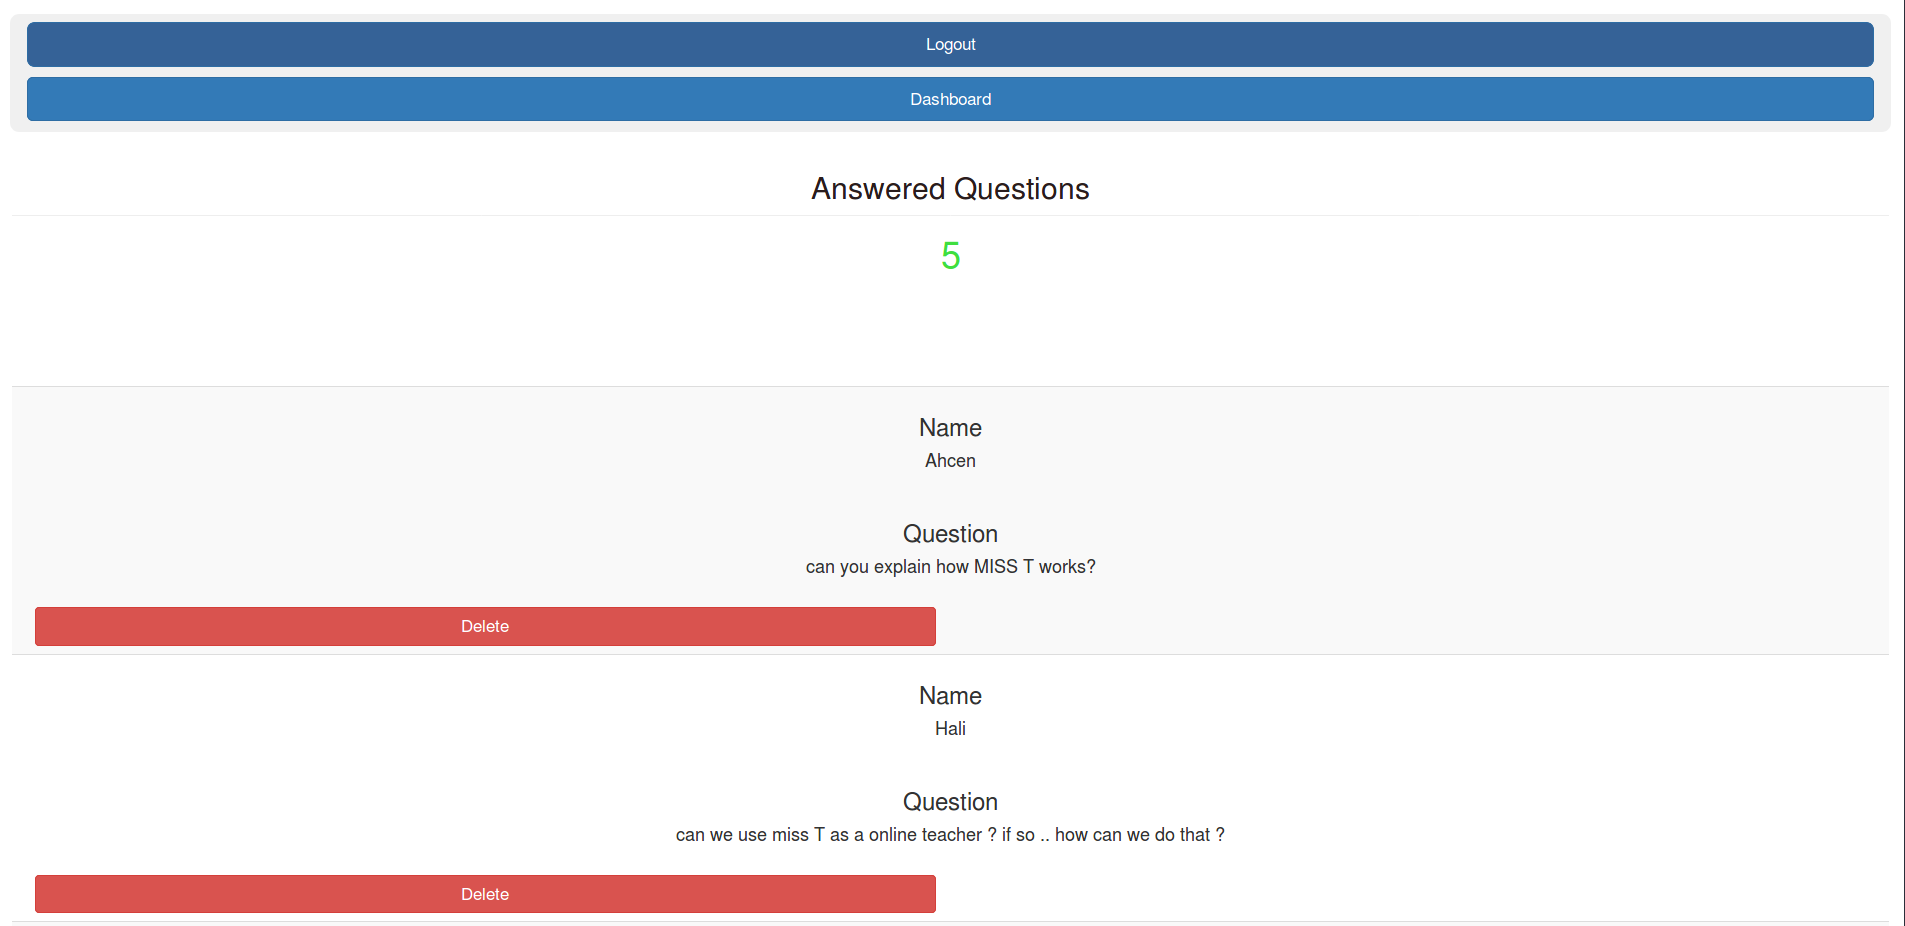 Logout
Dashboard
Answered Questions
5
Name
Ahcen
Question
can you explain how MISS T works?
Delete
Name
Hali
Question
can we use miss T as a online teacher ? if so .. how can we do that ?
Delete